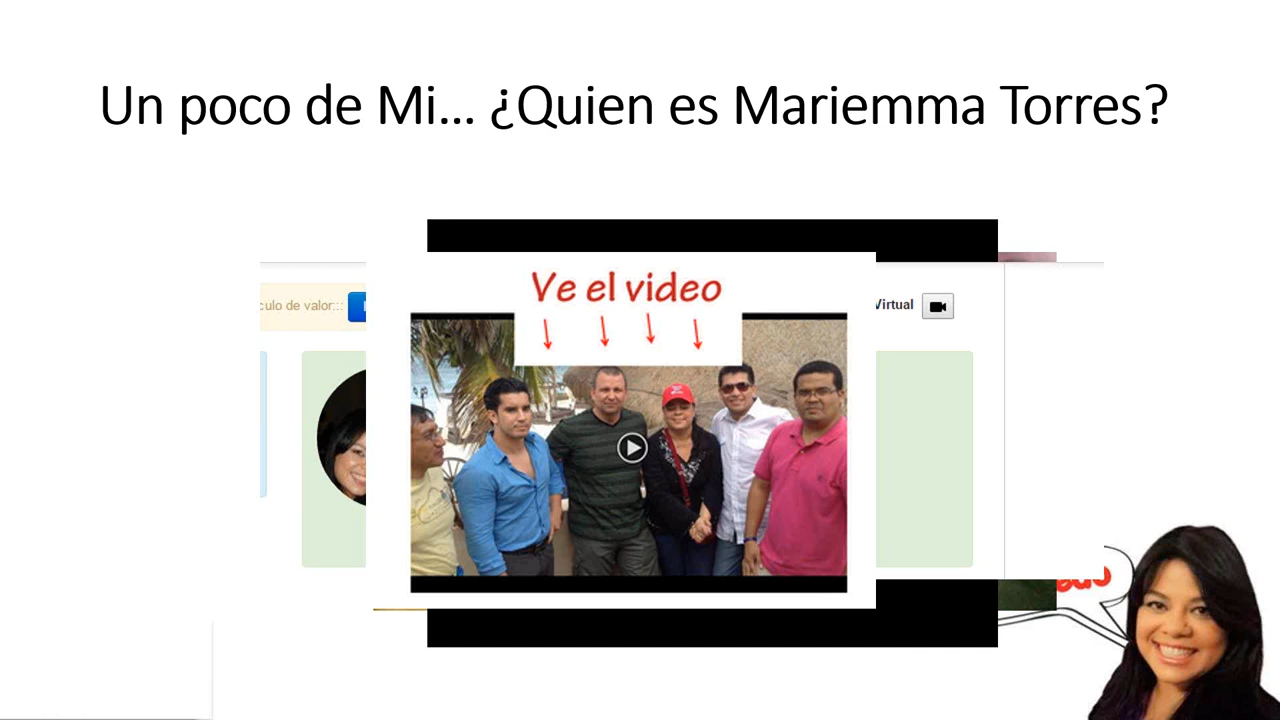 Un poco de Mi... ¿Quien es Mariemma Torres?
Ve el video
culo de valor:::
Virtual